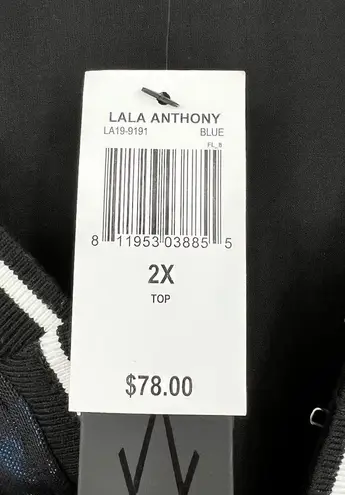 LALA ANTHONY
LA19-9191 BLUE
FL_8
8 11953 03885 5
2X
TOP
$78.00